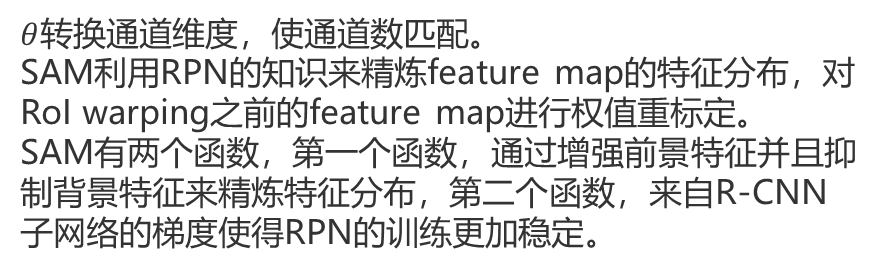 θ转换通道维度，使通道数匹配。
SAM利用RPN的知识来精炼feature map的特征分布，对
RoI warping之前的feature map进行权值重标定。
SAM有两个函数，第一个函数，通过增强前景特征并且抑
制背景特征来精炼特征分布，第二个函数，来自R-CNN
子网络的梯度使得RPN的训练更加稳定。